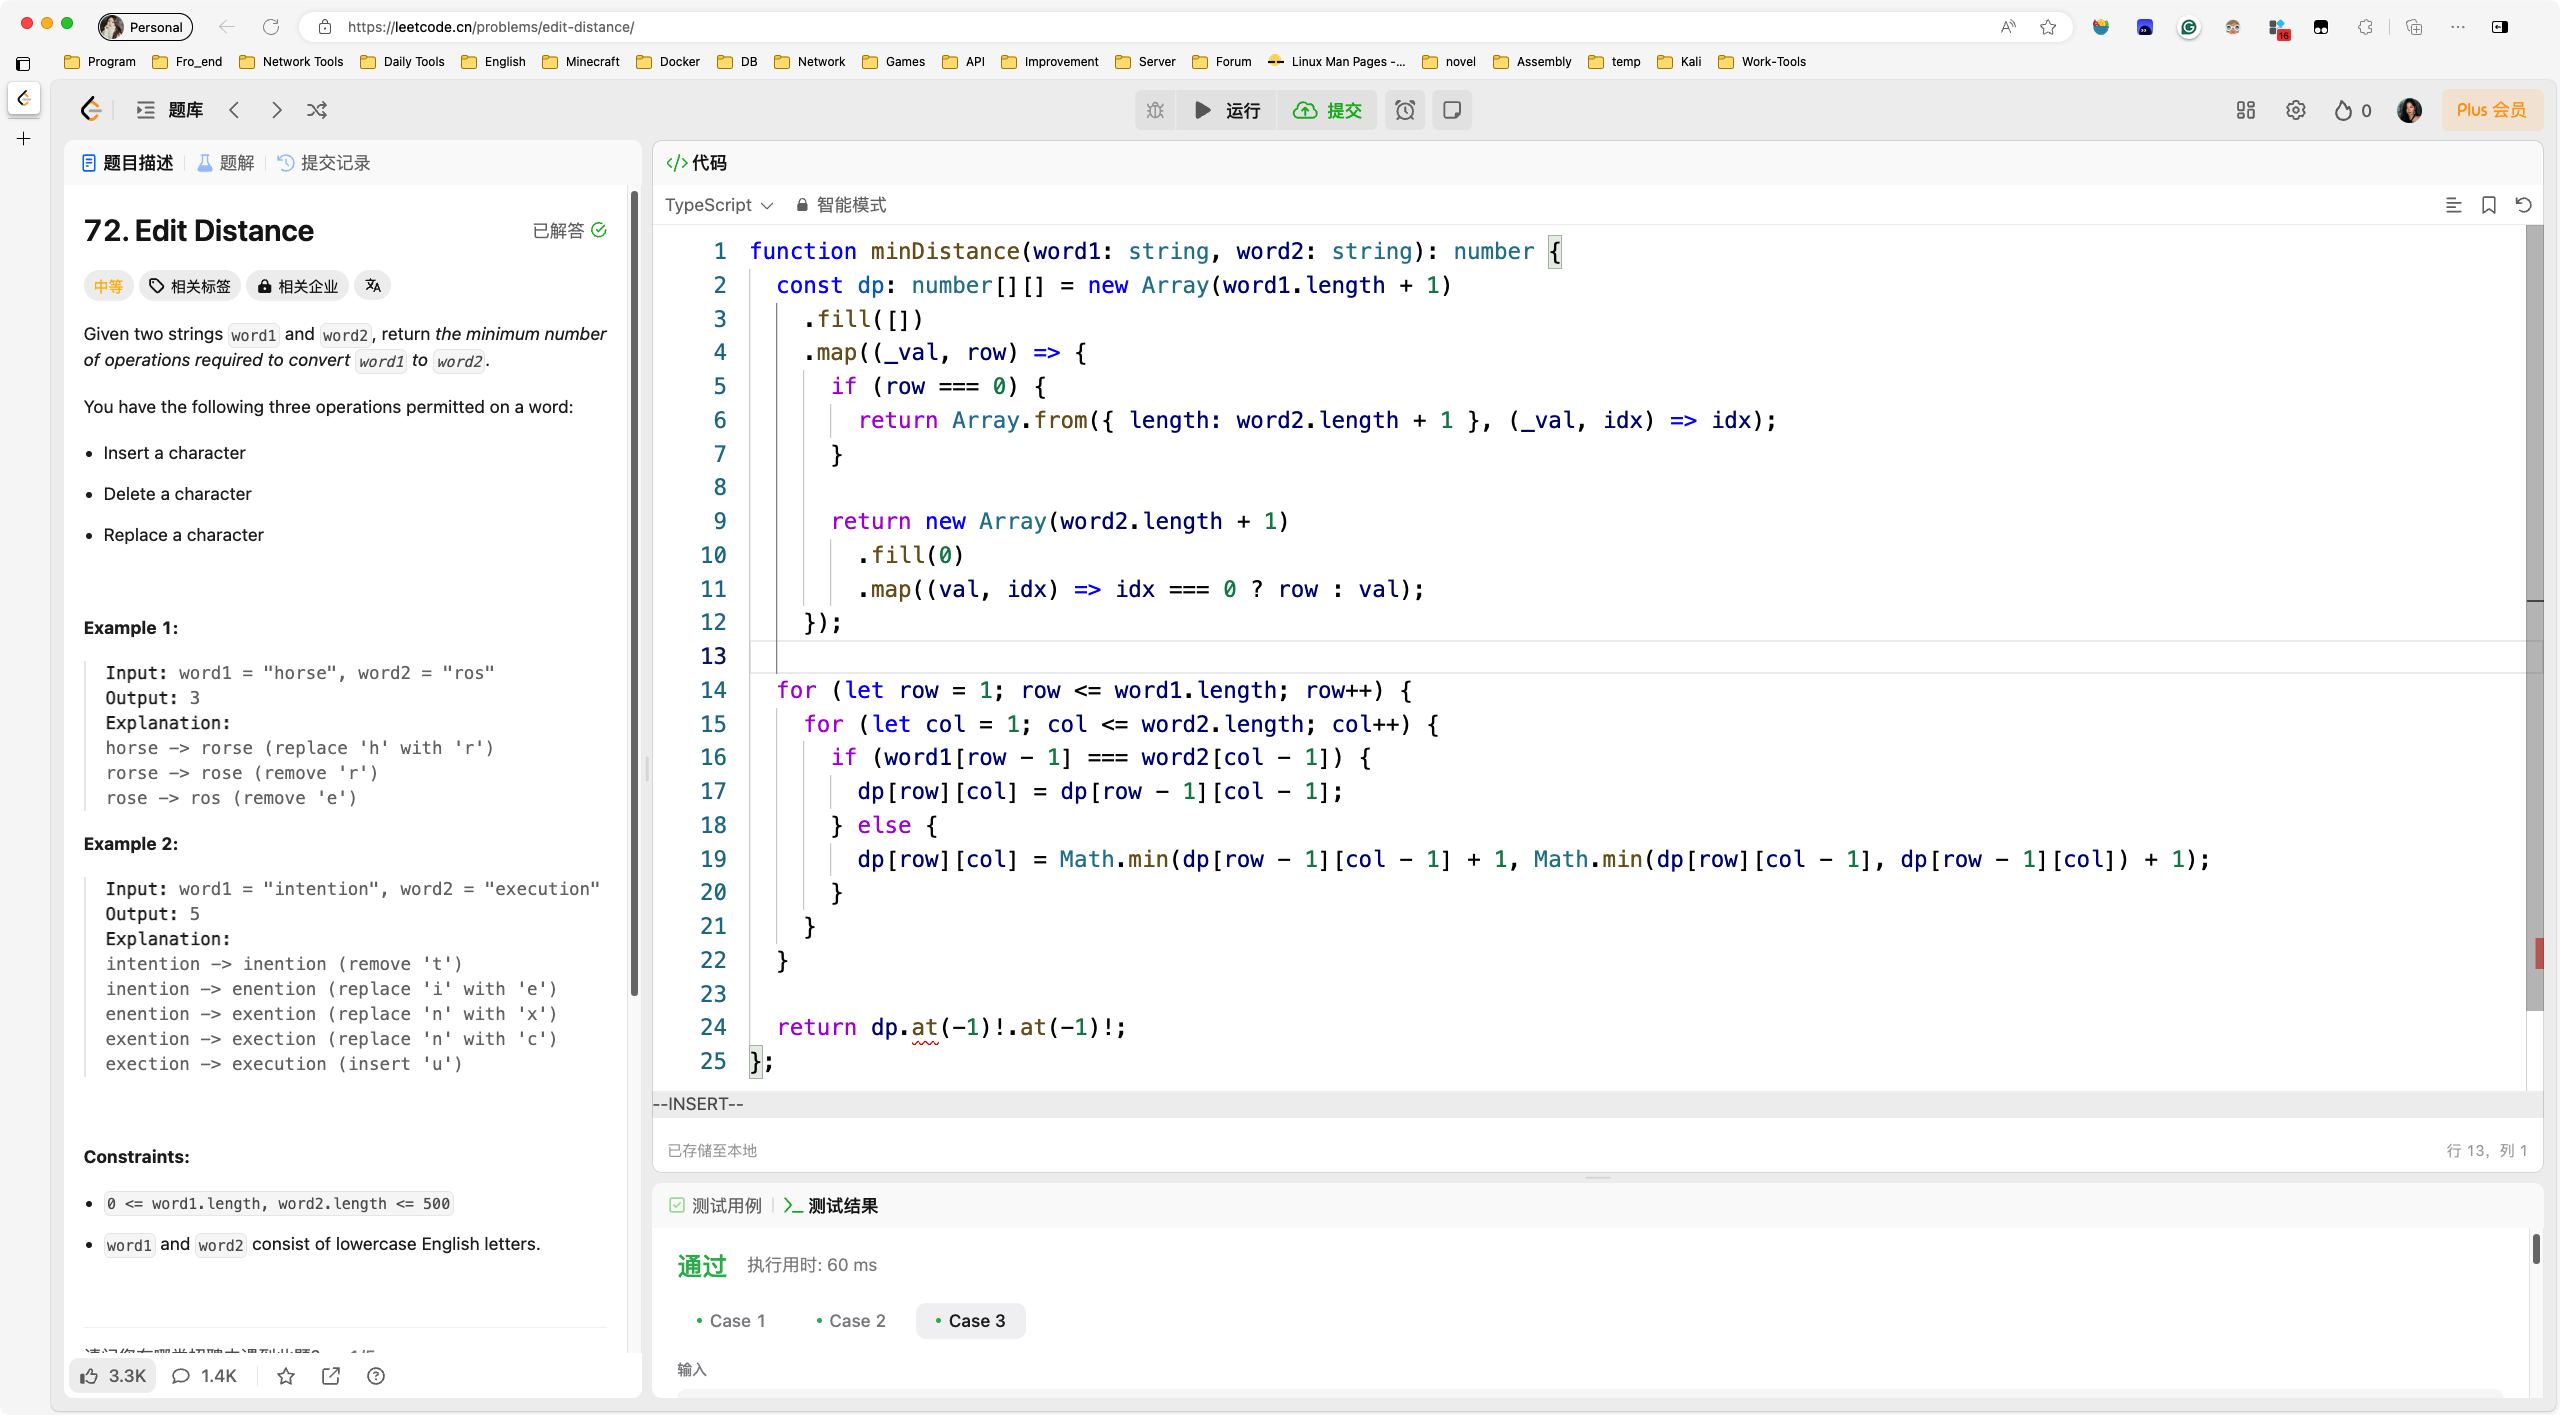 Personal
https://leetcode.cn/problems/edit-distance/
16
Program
Fro_end
Network Tools
Daily Tools
English
Minecraft
Docker
DB
Network
Games
API
Improvement
Server
Forum
Linux Man Pages -...
novel
Assembly
temp
Kali
Work-Tools
题库
运行
提交
0
Plus 会员
题目描述
题解
提交记录
72. Edit Distance
已解答
中等
相关标签
相关企业
Given two strings word1 and word2, return the minimum number
of operations required to convert word1 to word2.
You have the following three operations permitted on a word:
• Insert a character
• Delete a character
• Replace a character
Example 1:
Input: word1 = "horse", word2 = "ros"
Output: 3
Explanation:
horse -> rorse (replace 'h' with 'r')
rorse -> rose (remove 'r')
rose -> ros (remove 'e')
Example 2:
Input: word1 = "intention", word2 = "execution"
Output: 5
Explanation:
intention -> inention (remove 't')
inention -> enention (replace 'i' with 'e')
enention -> exention (replace 'n' with 'x')
exention -> exection (replace 'n' with 'c')
exection -> execution (insert 'u')
Constraints:
• 0 <= word1.length, word2.length <= 500
• word1 and word2 consist of lowercase English letters.
3.3K
1.4K
代码
TypeScript
智能模式
1 function minDistance(word1: string, word2: string): number {
2 const dp: number[][] = new Array(word1.length + 1)
3 .fill([])
4 .map((_val, row) => {
5 if (row === 0) {
6 return Array.from({ length: word2.length + 1 }, (_val, idx) => idx);
7 }
8
9 return new Array(word2.length + 1)
10 .fill(0)
11 .map((val, idx) => idx === 0 ? row : val);
12 });
13
14 for (let row = 1; row <= word1.length; row++) {
15 for (let col = 1; col <= word2.length; col++) {
16 if (word1[row - 1] === word2[col - 1]) {
17 dp[row][col] = dp[row - 1][col - 1];
18 } else {
19 dp[row][col] = Math.min(dp[row - 1][col - 1] + 1, Math.min(dp[row][col - 1], dp[row - 1][col]) + 1);
20 }
21 }
22 }
23
24 return dp.at(-1)!.at(-1)!;
25 };
--INSERT--
已存储至本地
行 13, 列 1
测试用例
测试结果
通过
执行用时: 60 ms
Case 1
Case 2
Case 3
输入